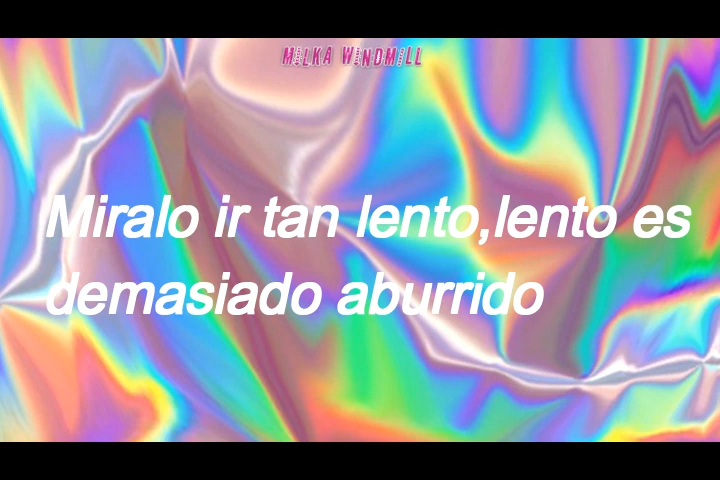 MiLKA WiNDMiLL
Miralo ir tan lento,lento es
demasiado aburrido